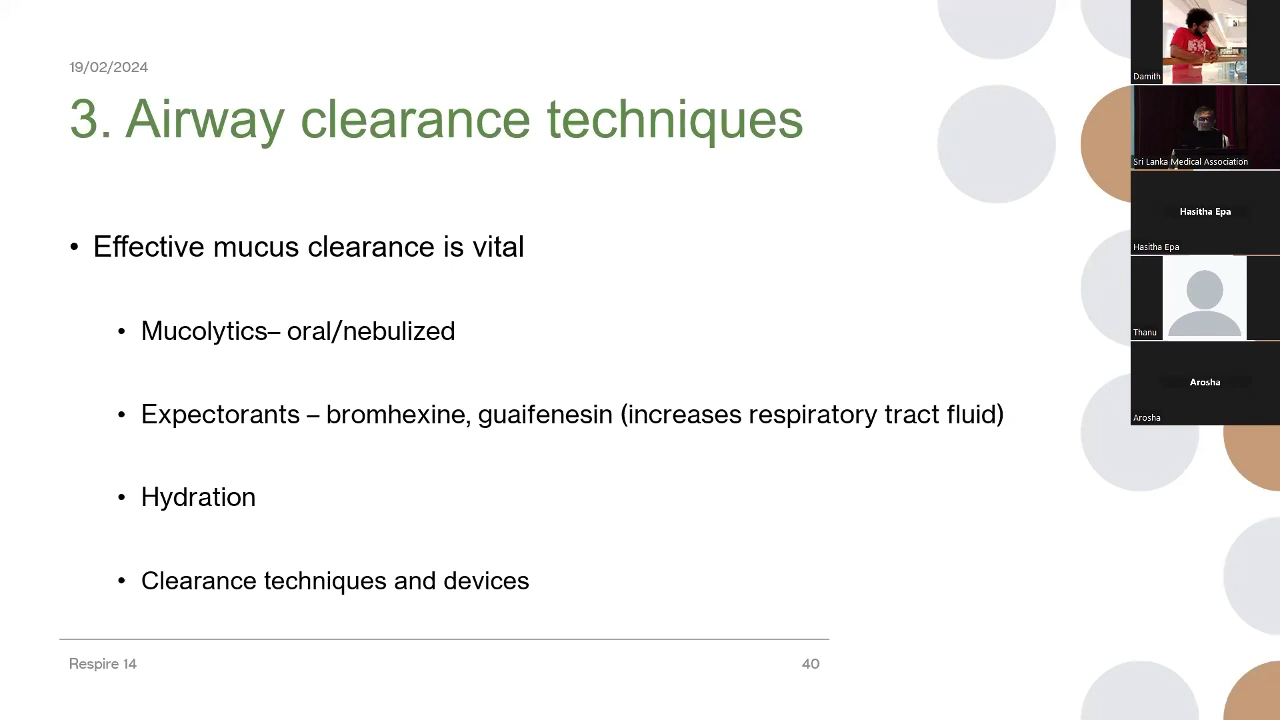 19/02/2024
3. Airway clearance techniques
• Effective mucus clearance is vital
• Mucolytics– oral/nebulized
• Expectorants – bromhexine, guaifenesin (increases respiratory tract fluid)
• Hydration
• Clearance techniques and devices
Respire 14
40
Damith
Sri Lanka Medical Association
Hasitha Epa
Hasitha Epa
Thanu
Arosha
Arosha